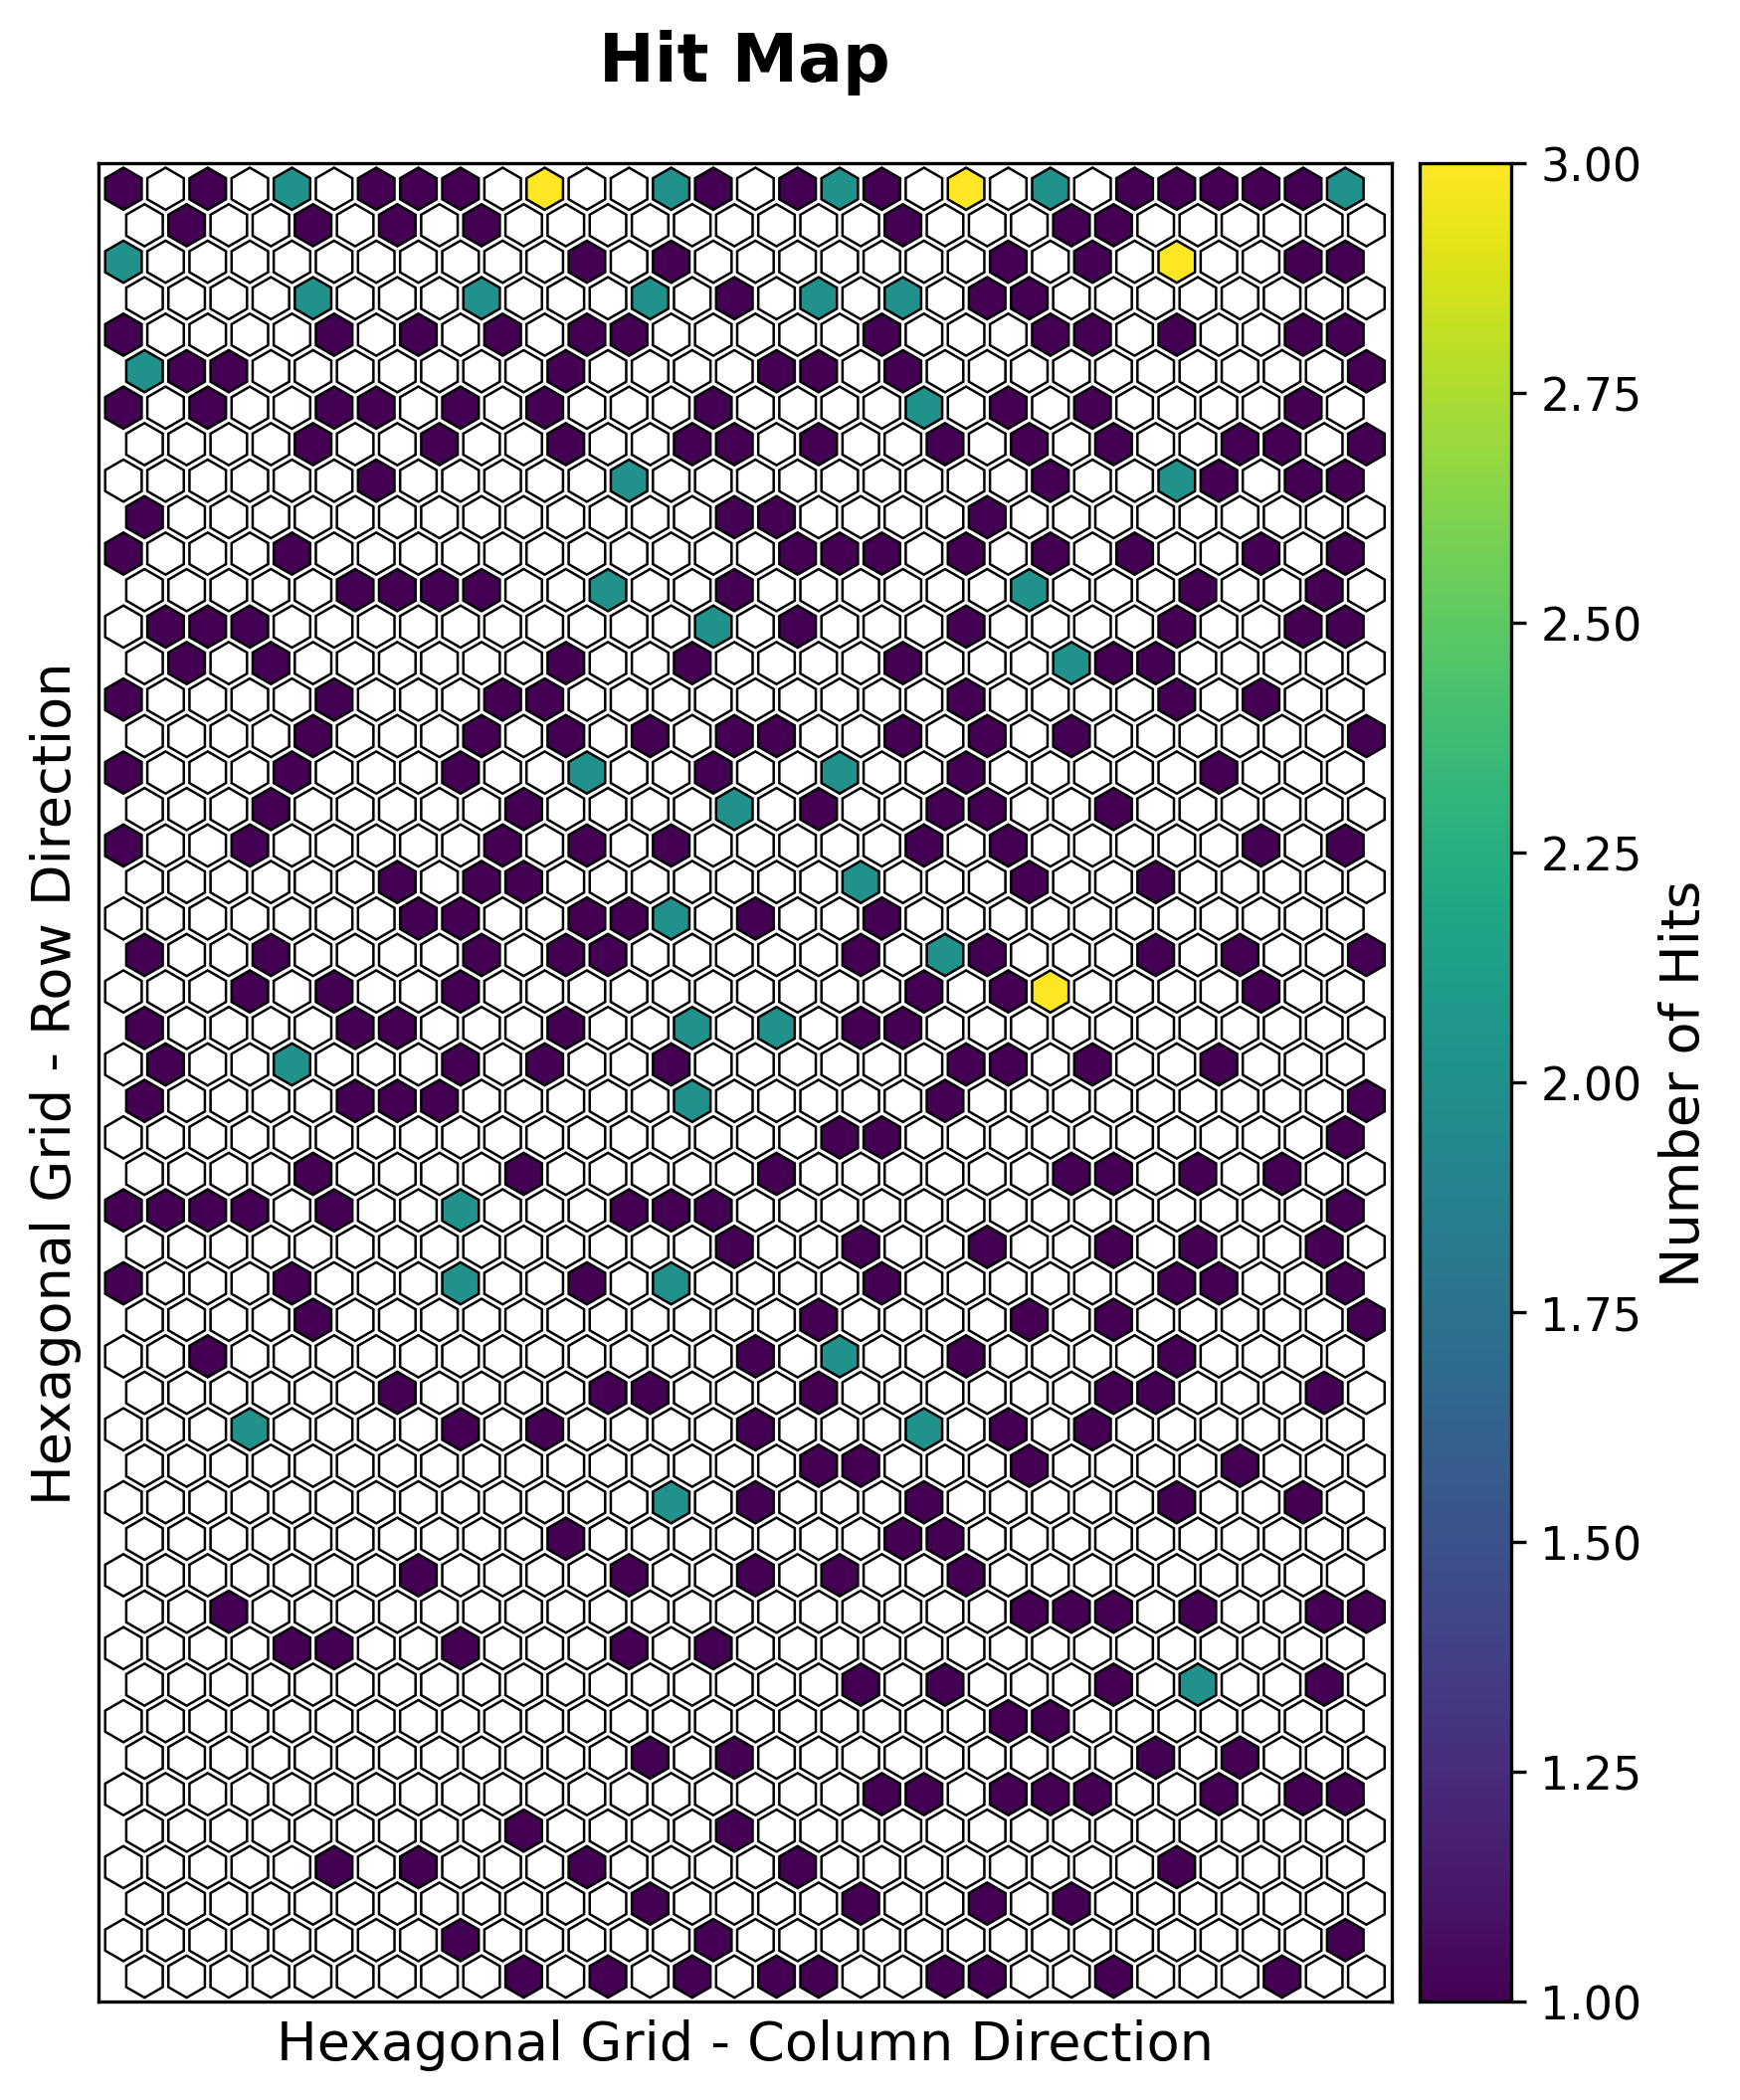 Hit Map
Hexagonal Grid - Row Direction
Hexagonal Grid - Column Direction
3.00
2.75
2.50
2.25
2.00
1.75
1.50
1.25
1.00
Number of Hits